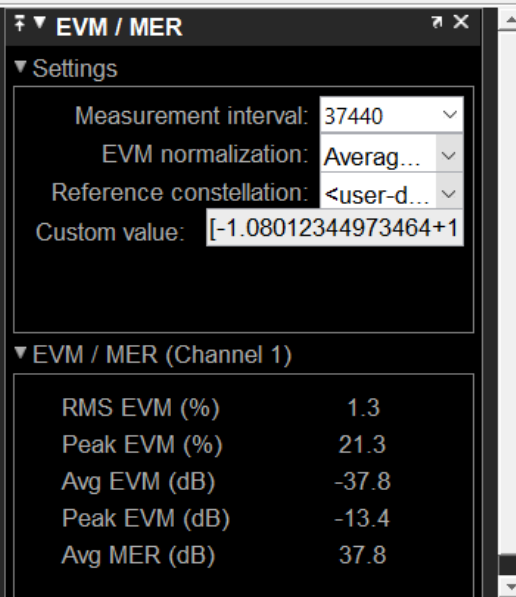 EVM / MER
Settings
Measurement interval: 37440
EVM normalization: Averag...
Reference constellation: <user-d...
Custom value: [-1.08012344973464+1
EVM / MER (Channel 1)
RMS EVM (%) 1.3
Peak EVM (%) 21.3
Avg EVM (dB) -37.8
Peak EVM (dB) -13.4
Avg MER (dB) 37.8